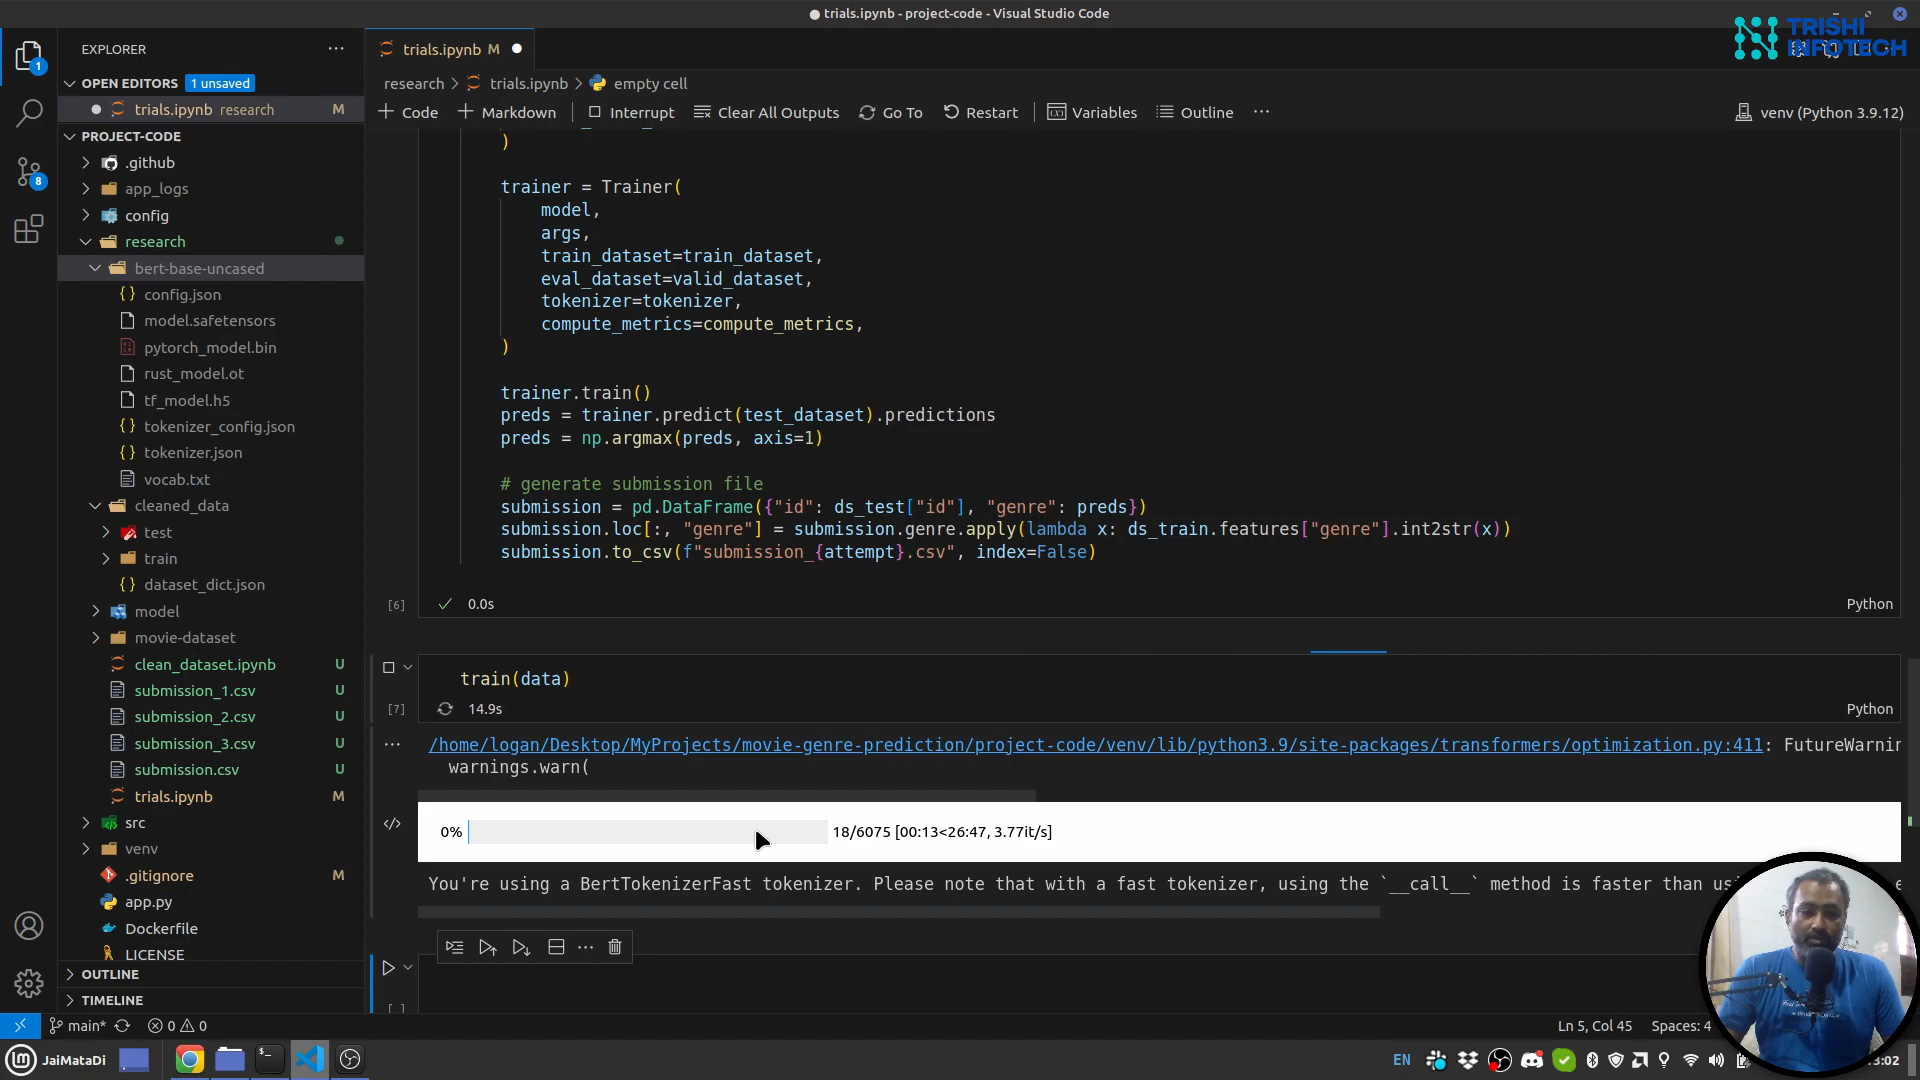 trials.ipynb - project-code - Visual Studio Code
TRISHI
INFOTECH
EXPLORER
trials.ipynb M
OPEN EDITORS 1 unsaved
research > trials.ipynb > empty cell
trials.ipynb research M
Code Markdown Interrupt Clear All Outputs Go To Restart Variables Outline ··· venv (Python 3.9.12)
PROJECT-CODE
.github
app_logs
config
research
bert-base-uncased
config.json
model.safetensors
pytorch_model.bin
rust_model.ot
tf_model.h5
tokenizer_config.json
tokenizer.json
vocab.txt
cleaned_data
test
train
dataset_dict.json
model
movie-dataset
clean_dataset.ipynb U
submission_1.csv U
submission_2.csv U
submission_3.csv U
submission.csv U
trials.ipynb M
src
venv
.gitignore M
app.py
Dockerfile
LICENSE
OUTLINE
TIMELINE
)
trainer = Trainer(
model,
args,
train_dataset=train_dataset,
eval_dataset=valid_dataset,
tokenizer=tokenizer,
compute_metrics=compute_metrics,
)
trainer.train()
preds = trainer.predict(test_dataset).predictions
preds = np.argmax(preds, axis=1)
# generate submission file
submission = pd.DataFrame({"id": ds_test["id"], "genre": preds})
submission.loc[:, "genre"] = submission.genre.apply(lambda x: ds_train.features["genre"].int2str(x))
submission.to_csv(f"submission_{attempt}.csv", index=False)
[6] 0.0s Python
train(data)
[7] 14.9s Python
/home/logan/Desktop/MyProjects/movie-genre-prediction/project-code/venv/lib/python3.9/site-packages/transformers/optimization.py:411: FutureWarnin
warnings.warn(
0% 18/6075 [00:13<26:47, 3.77it/s]
You're using a BertTokenizerFast tokenizer. Please note that with a fast tokenizer, using the `__call__` method is faster than
[ ]
main* 0 0 Ln 5, Col 45 Spaces: 4
JaiMataDi EN